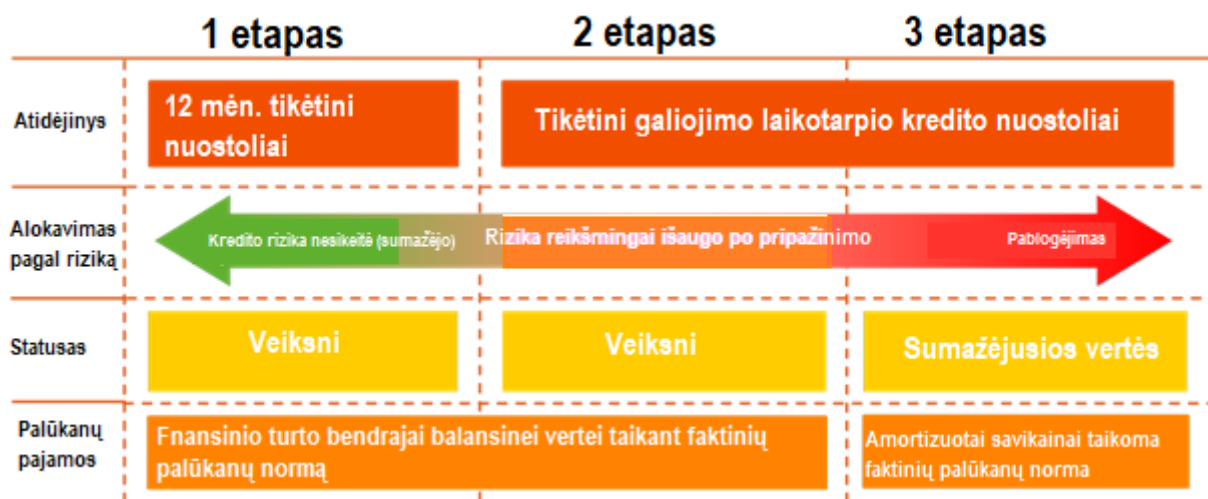 1 etapas
2 etapas
3 etapas
Atidėjinys
12 mėn. tikėtini
nuostoliai
Tikėtini galiojimo laikotarpio kredito nuostoliai
Alokavimas
pagal riziką
Kredito rizika nesikeitė (sumažėjo)
Rizika reikšmingai išaugo po pripažinimo
Pablogėjimas
Statusas
Veiksni
Veiksni
Sumažėjusios vertės
Palūkanų
pajamos
Fnansinio turto bendrajai balansinei vertei taikant faktinių
palūkanų normą
Amortizuotai savikainai taikoma
faktinių palūkanų norma